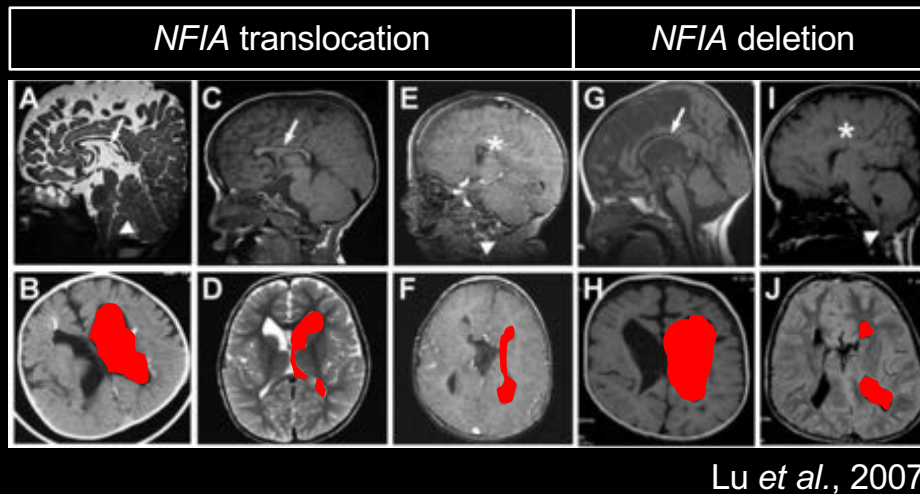 NFIA translocation NFIA deletion
A C E G I
* *
B D F H J
Lu et al., 2007